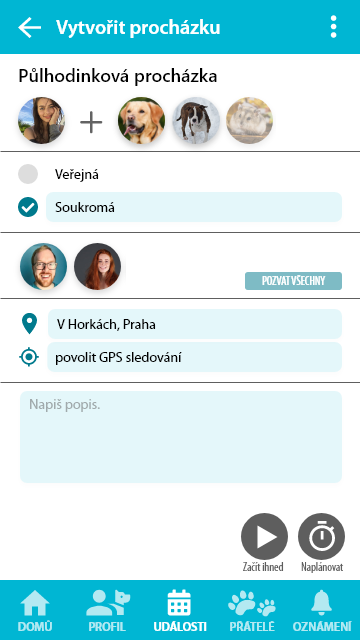 Vytvořit procházku
Půlhodinková procházka
Veřejná
Soukromá
POZVAT VŠECHNY
V Horkách, Praha
povolit GPS sledování
Napiš popis.
Začít ihned
Naplánovat
DOMŮ
PROFIL
UDÁLOSTI
PŘÁTELÉ
OZNÁMENÍ